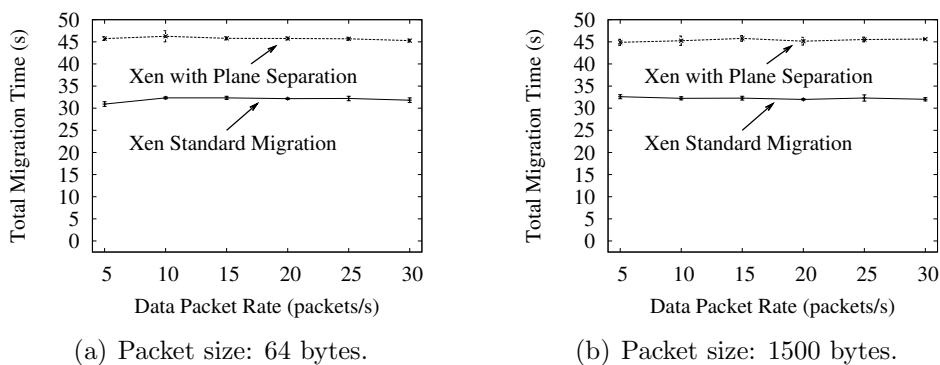 Total Migration Time (s)
50
45
40
35
30
25
20
15
10
5
0
Xen with Plane Separation
Xen Standard Migration
5 10 15 20 25 30
Data Packet Rate (packets/s)
(a) Packet size: 64 bytes.
Total Migration Time (s)
50
45
40
35
30
25
20
15
10
5
0
Xen with Plane Separation
Xen Standard Migration
5 10 15 20 25 30
Data Packet Rate (packets/s)
(b) Packet size: 1500 bytes.